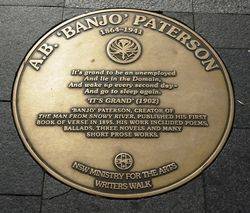 A.B. 'BANJO' PATERSON
1864-1941
It's grand to be an unemployed
And lie in the Domain,
And wake up every second day-
And go to sleep again.
'IT'S GRAND' (1902)
'BANJO' PATERSON, CREATOR OF
THE MAN FROM SNOWY RIVER, PUBLISHED HIS FIRST
BOOK OF VERSE IN 1895. HIS WORK INCLUDED POEMS,
BALLADS, THREE NOVELS AND MANY
SHORT PROSE WORKS.
NSW MINISTRY FOR THE ARTS
WRITERS WALK